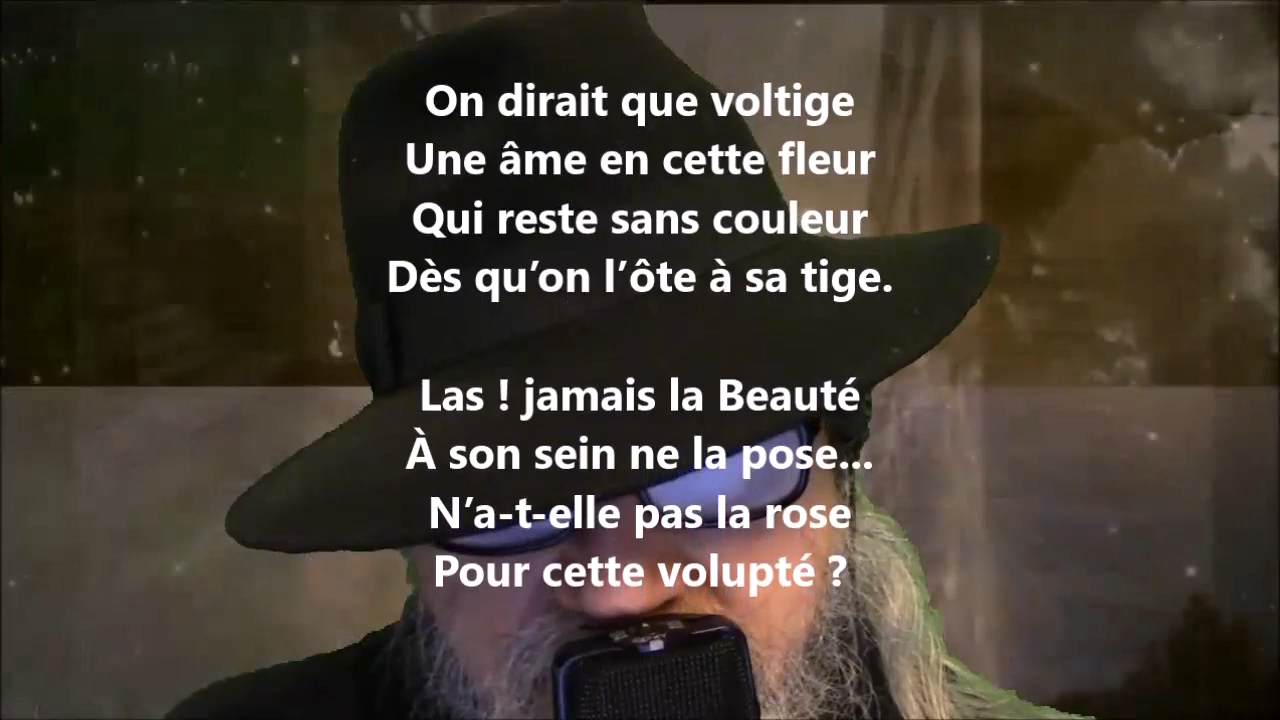 On dirait que voltige
Une âme en cette fleur
Qui reste sans couleur
Dès qu’on l’ôte à sa tige.
Las ! jamais la Beauté
À son sein ne la pose...
N’a-t-elle pas la rose
Pour cette volupté ?